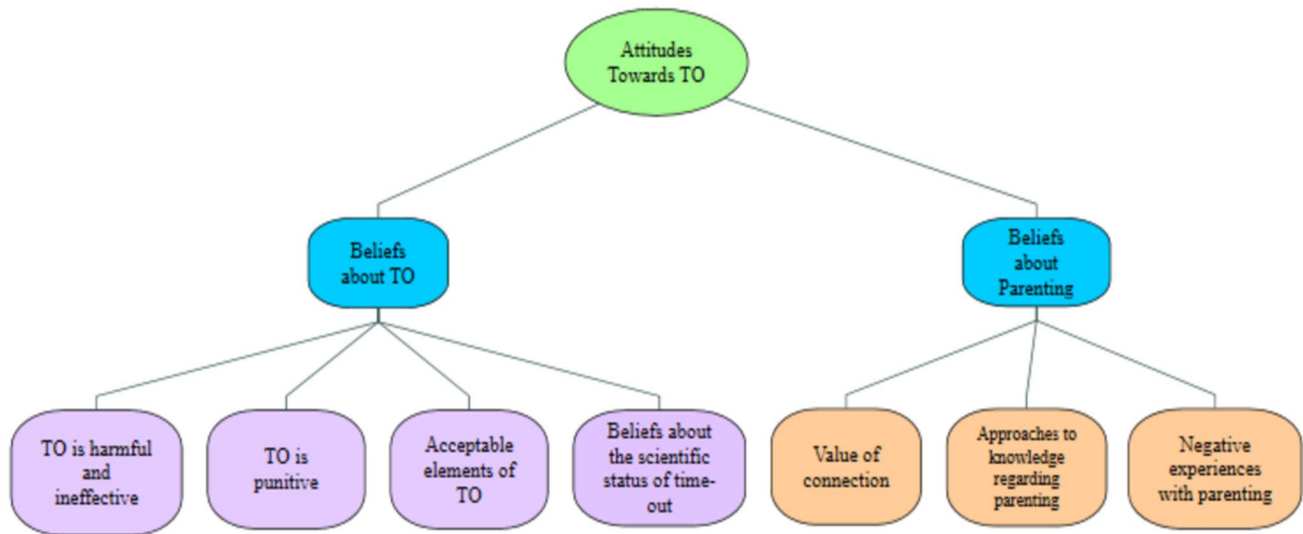 Attitudes
Towards TO
Beliefs
about TO
Beliefs
about
Parenting
TO is harmful
and
ineffective
TO is
punitive
Acceptable
elements of
TO
Beliefs about
the scientific
status of time-
out
Value of
connection
Approaches to
knowledge
regarding
parenting
Negative
experiences
with parenting